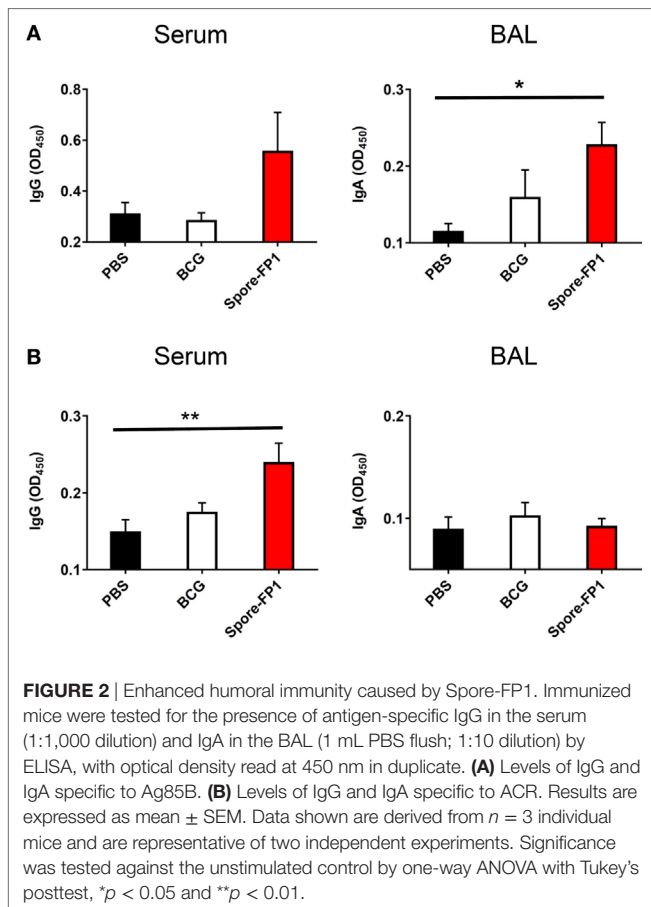 A
Serum
BAL
0.8
0.6
0.4
0.2
IgG (OD450)
PBS
BCG
Spore-FP1
0.3
0.2
0.1
IgA (OD450)
*
PBS
BCG
Spore-FP1
B
Serum
BAL
0.3
0.2
0.1
IgG (OD450)
**
PBS
BCG
Spore-FP1
0.2
0.1
IgA (OD450)
PBS
BCG
Spore-FP1
FIGURE 2 | Enhanced humoral immunity caused by Spore-FP1. Immunized
mice were tested for the presence of antigen-specific IgG in the serum
(1:1,000 dilution) and IgA in the BAL (1 mL PBS flush; 1:10 dilution) by
ELISA, with optical density read at 450 nm in duplicate. (A) Levels of IgG and
IgA specific to Ag85B. (B) Levels of IgG and IgA specific to ACR. Results are
expressed as mean ± SEM. Data shown are derived from n = 3 individual
mice and are representative of two independent experiments. Significance
was tested against the unstimulated control by one-way ANOVA with Tukey's
posttest, *p < 0.05 and **p < 0.01.